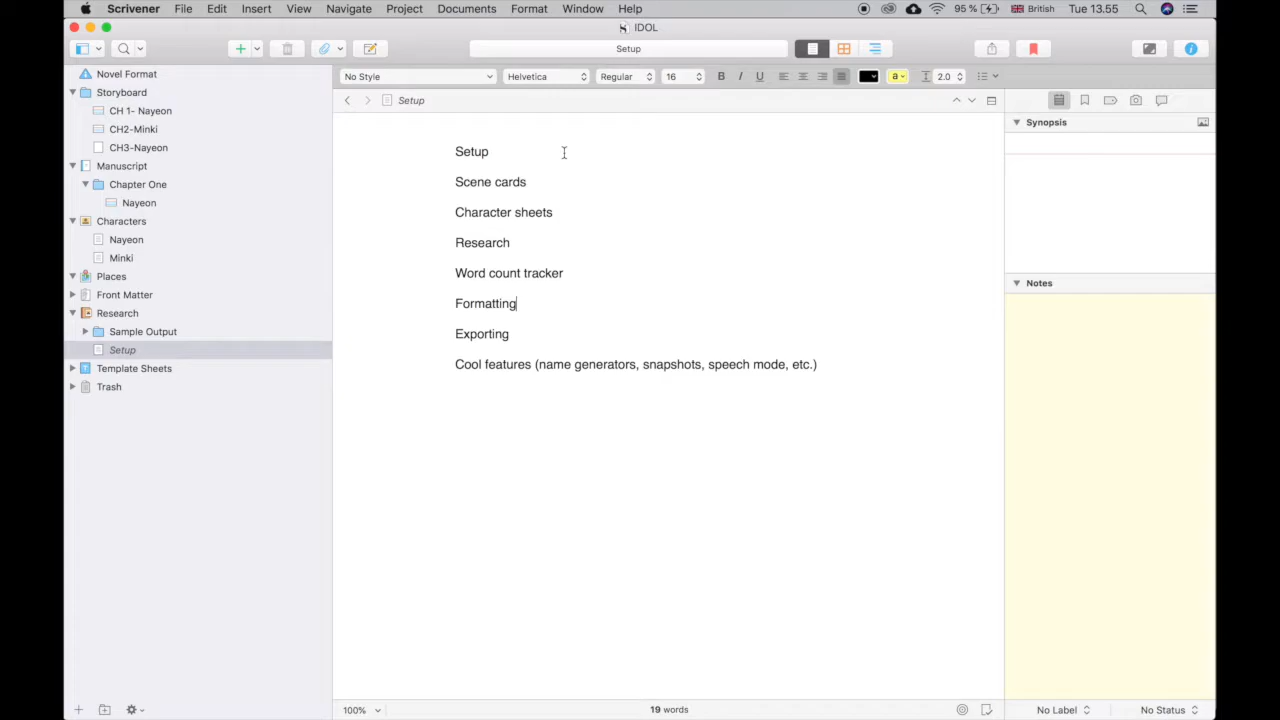 Scrivener File Edit Insert View Navigate Project Documents Format Window Help 95% British Tue 13.55
IDOL
Setup
No Style Helvetica Regular 16 B I U a 2.0
Setup
Synopsis
Notes
Novel Format
Storyboard
CH 1- Nayeon
CH2-Minki
CH3-Nayeon
Manuscript
Chapter One
Nayeon
Characters
Nayeon
Minki
Places
Front Matter
Research
Sample Output
Setup
Template Sheets
Trash
Setup
Scene cards
Character sheets
Research
Word count tracker
Formatting
Exporting
Cool features (name generators, snapshots, speech mode, etc.)
100% 19 words No Label No Status